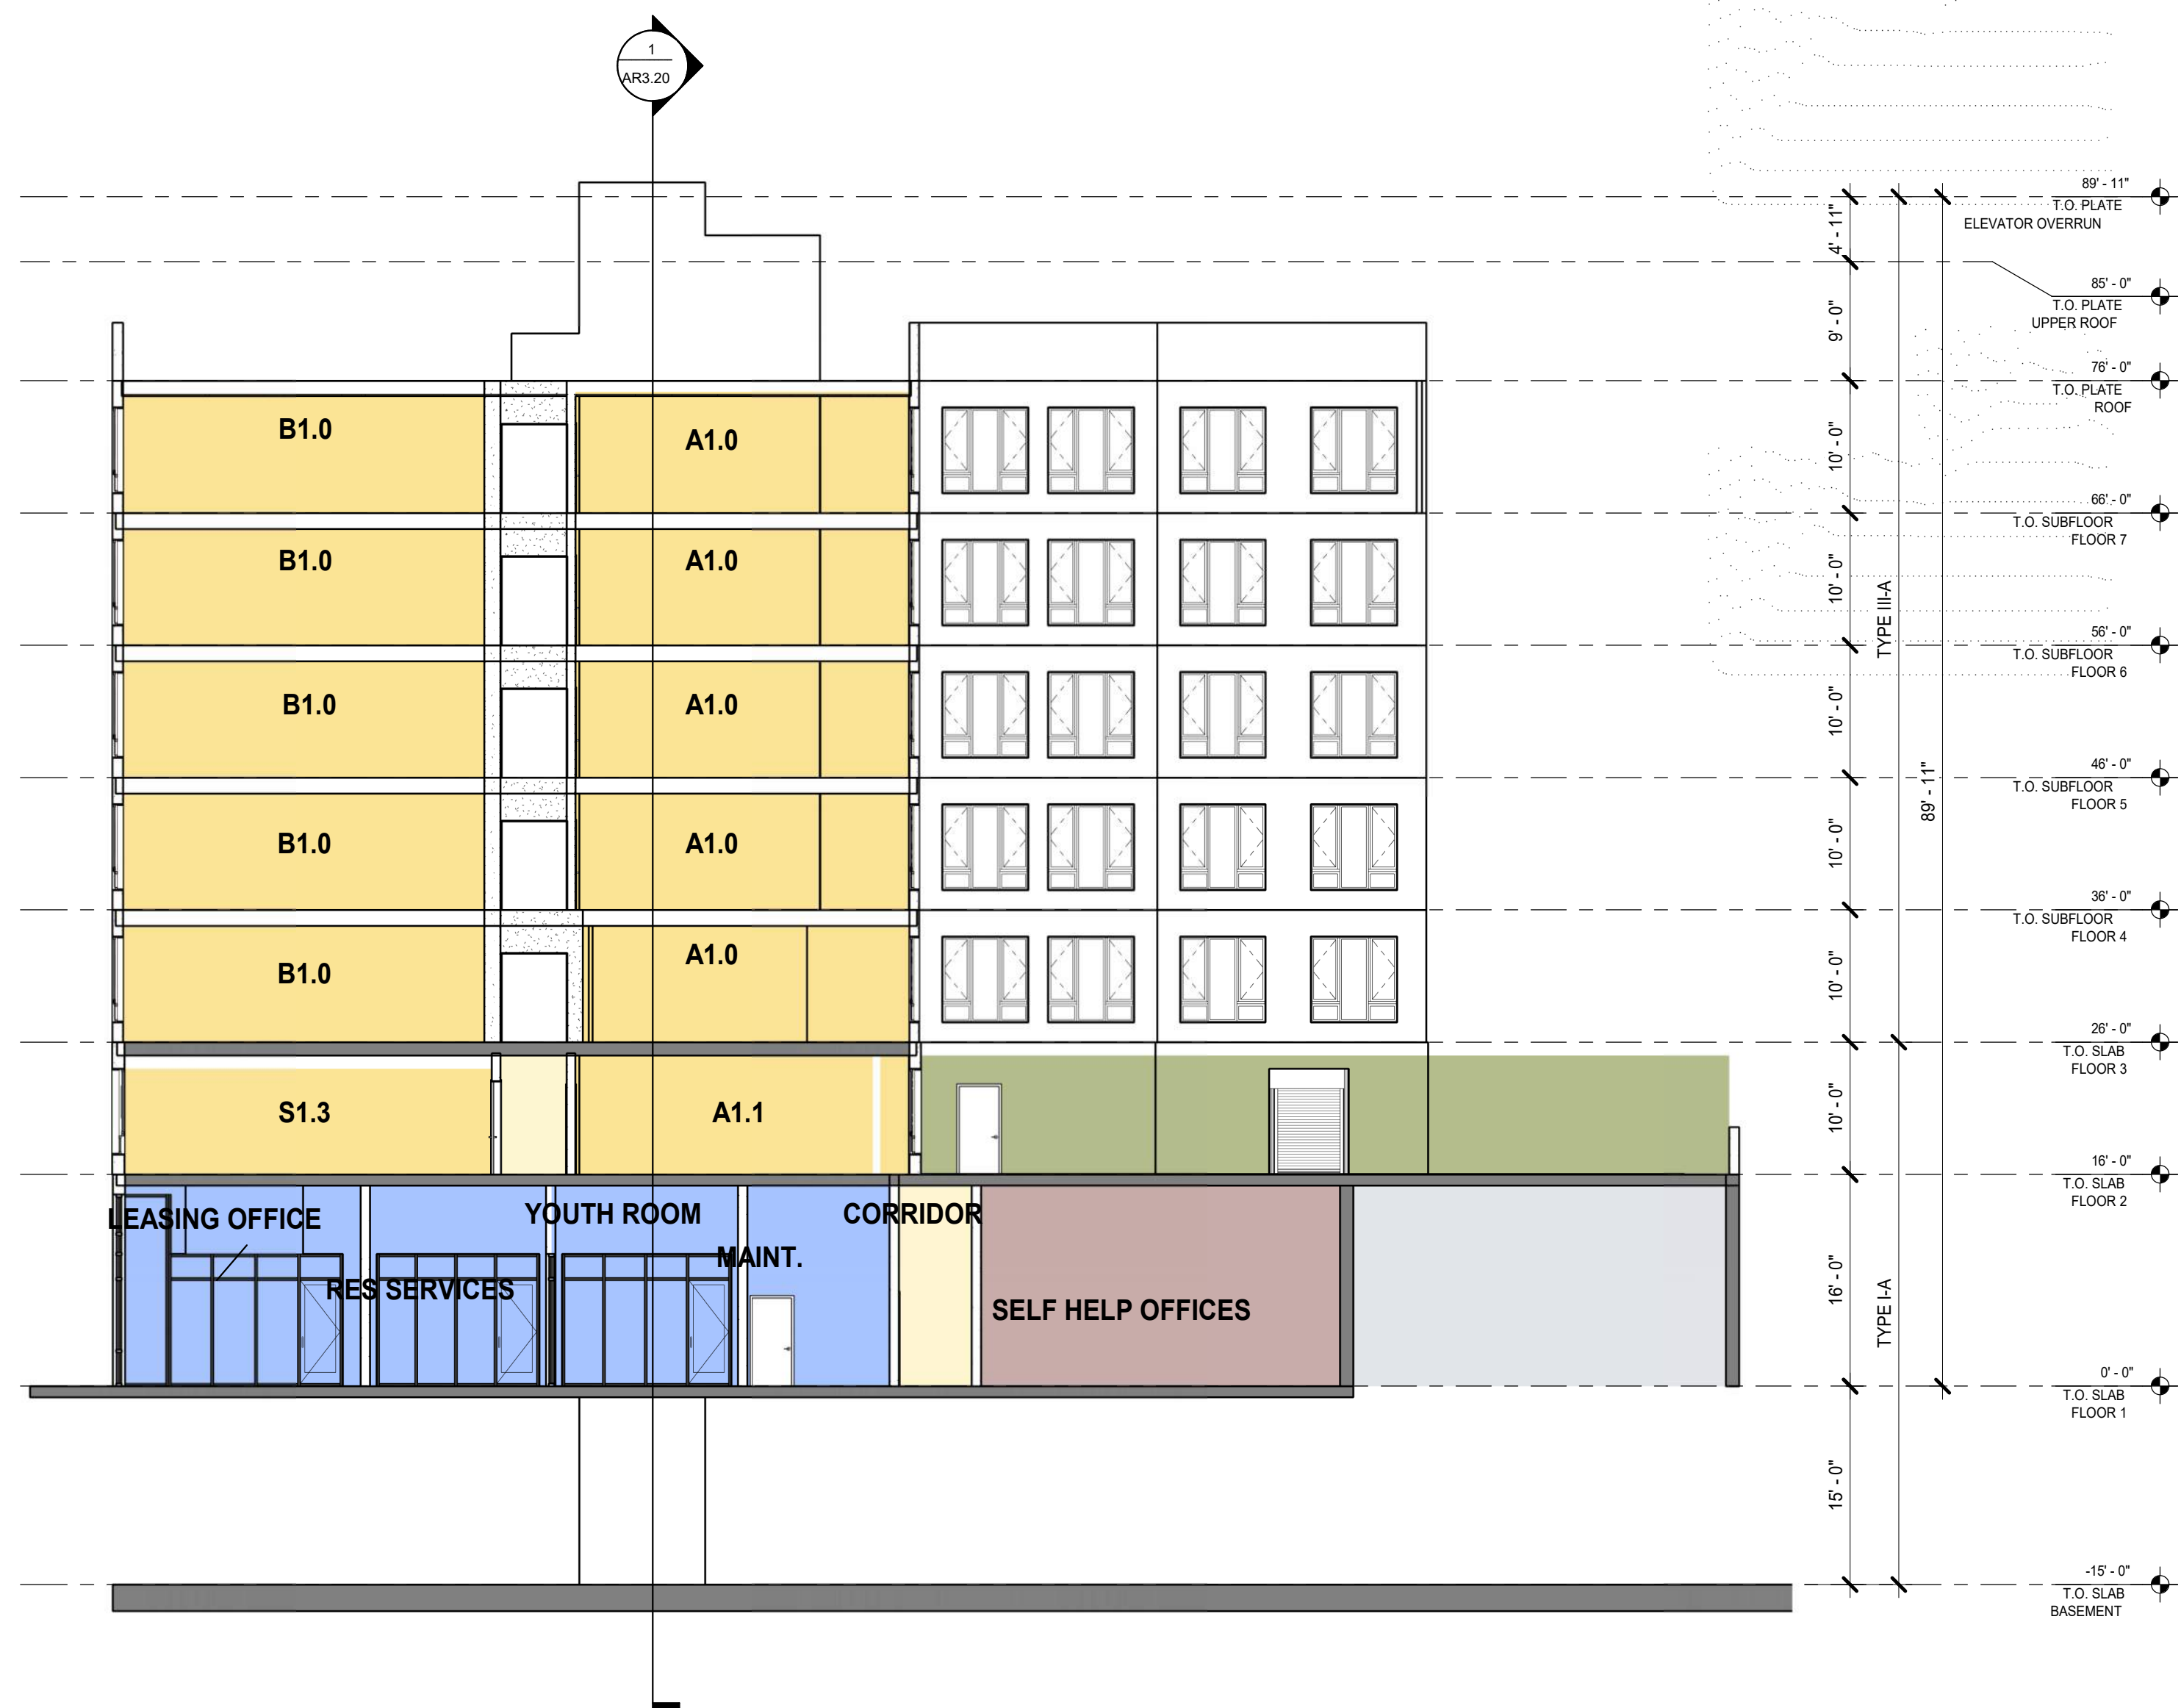 1
AR3.20
89' - 11"
T.O. PLATE
ELEVATOR OVERRUN
4' - 11"
85' - 0"
T.O. PLATE
UPPER ROOF
9' - 0"
76' - 0"
T.O. PLATE
ROOF
B1.0
A1.0
10' - 0"
66' - 0"
T.O. SUBFLOOR
FLOOR 7
B1.0
A1.0
10' - 0"
TYPE III-A
56' - 0"
T.O. SUBFLOOR
FLOOR 6
B1.0
A1.0
10' - 0"
46' - 0"
T.O. SUBFLOOR
FLOOR 5
89' - 11"
B1.0
A1.0
10' - 0"
36' - 0"
T.O. SUBFLOOR
FLOOR 4
B1.0
A1.0
10' - 0"
26' - 0"
T.O. SLAB
FLOOR 3
S1.3
A1.1
10' - 0"
16' - 0"
T.O. SLAB
FLOOR 2
LEASING OFFICE
YOUTH ROOM
CORRIDOR
MAINT.
RES SERVICES
SELF HELP OFFICES
16' - 0"
TYPE I-A
0' - 0"
T.O. SLAB
FLOOR 1
15' - 0"
-15' - 0"
T.O. SLAB
BASEMENT